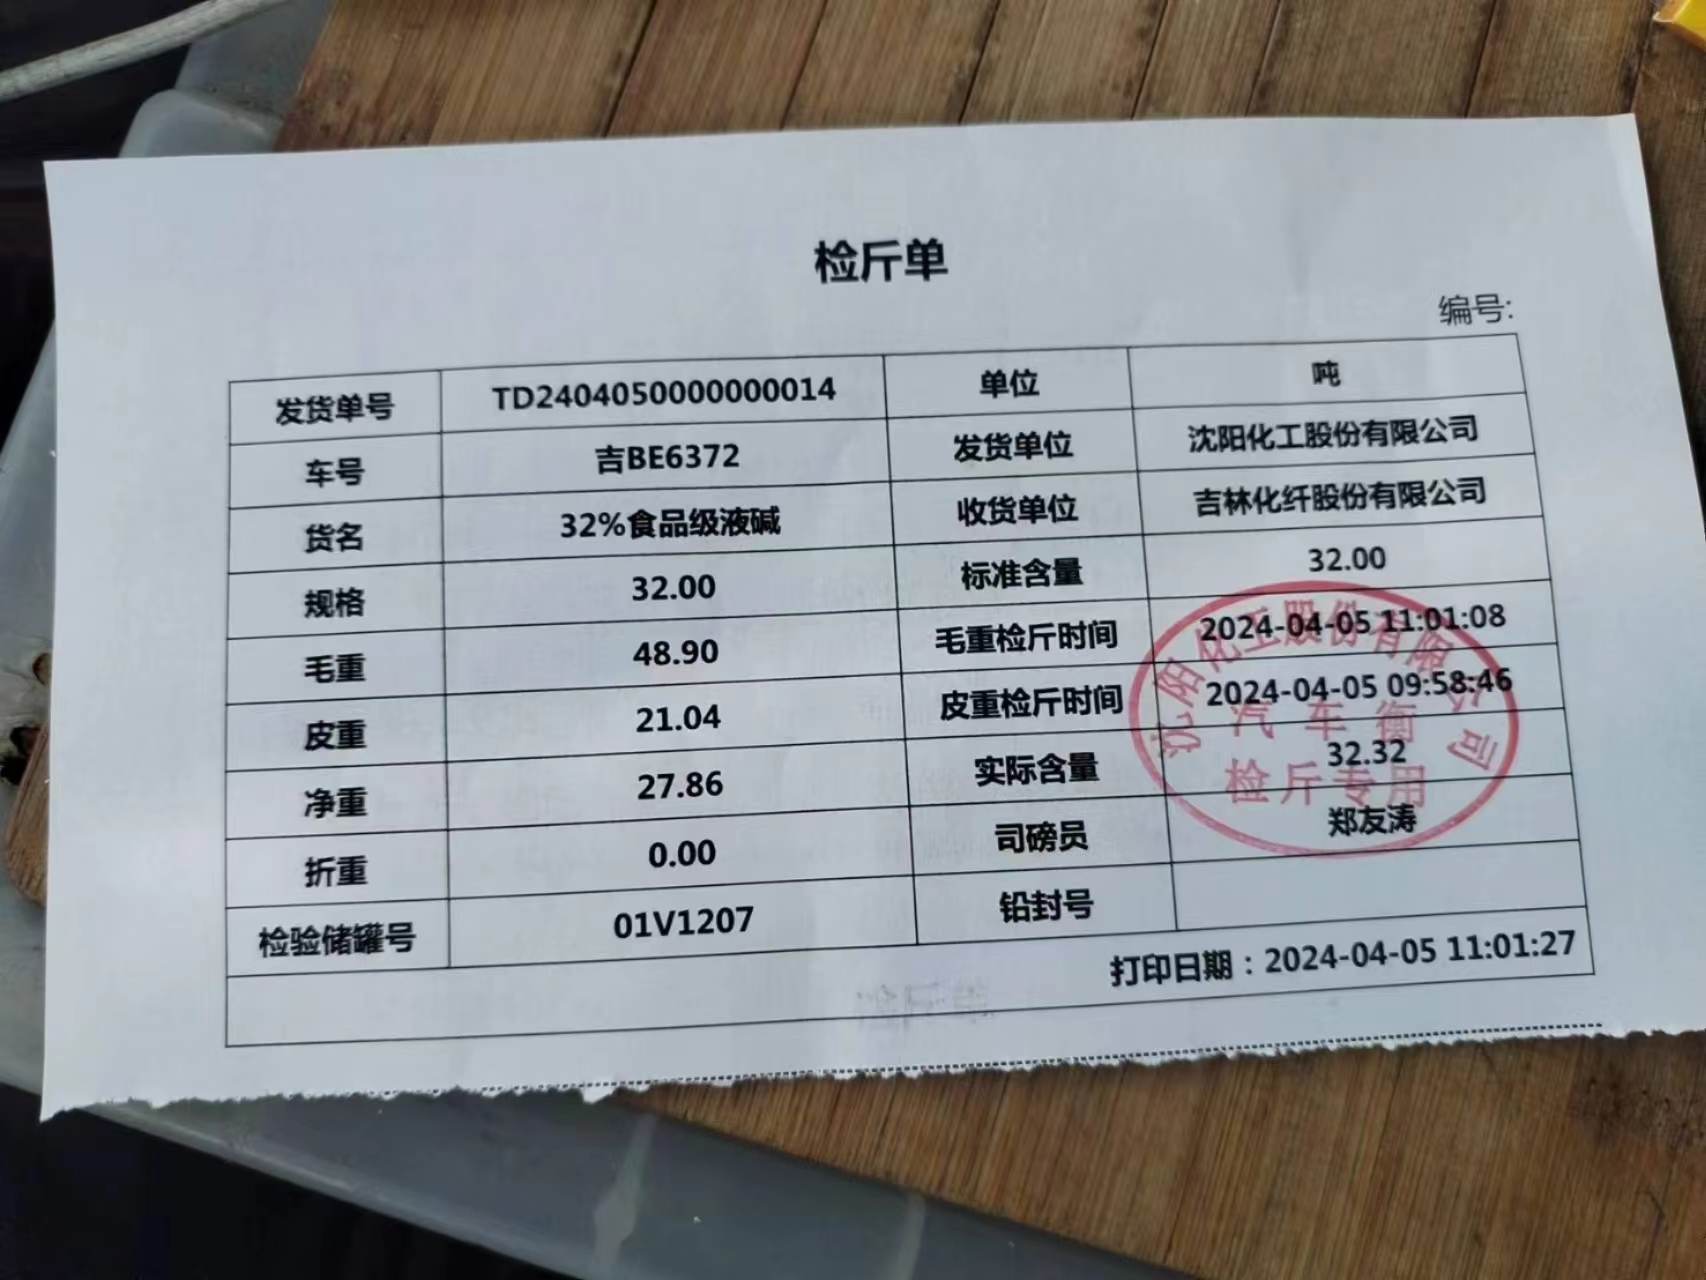 检斤单
编号:
发货单号 TD2404050000000014 单位 吨
车号 吉BE6372 发货单位 沈阳化工股份有限公司
货名 32%食品级液碱 收货单位 吉林化纤股份有限公司
规格 32.00 标准含量 32.00
毛重 48.90 毛重检斤时间 2024-04-05 11:01:08
皮重 21.04 皮重检斤时间 2024-04-05 09:58:46
净重 27.86 实际含量 32.32
折重 0.00 司磅员 郑友涛
检验储罐号 01V1207 铅封号
打印日期：2024-04-05 11:01:27
沈阳化工股份有限公司
汽车衡
检斤专用